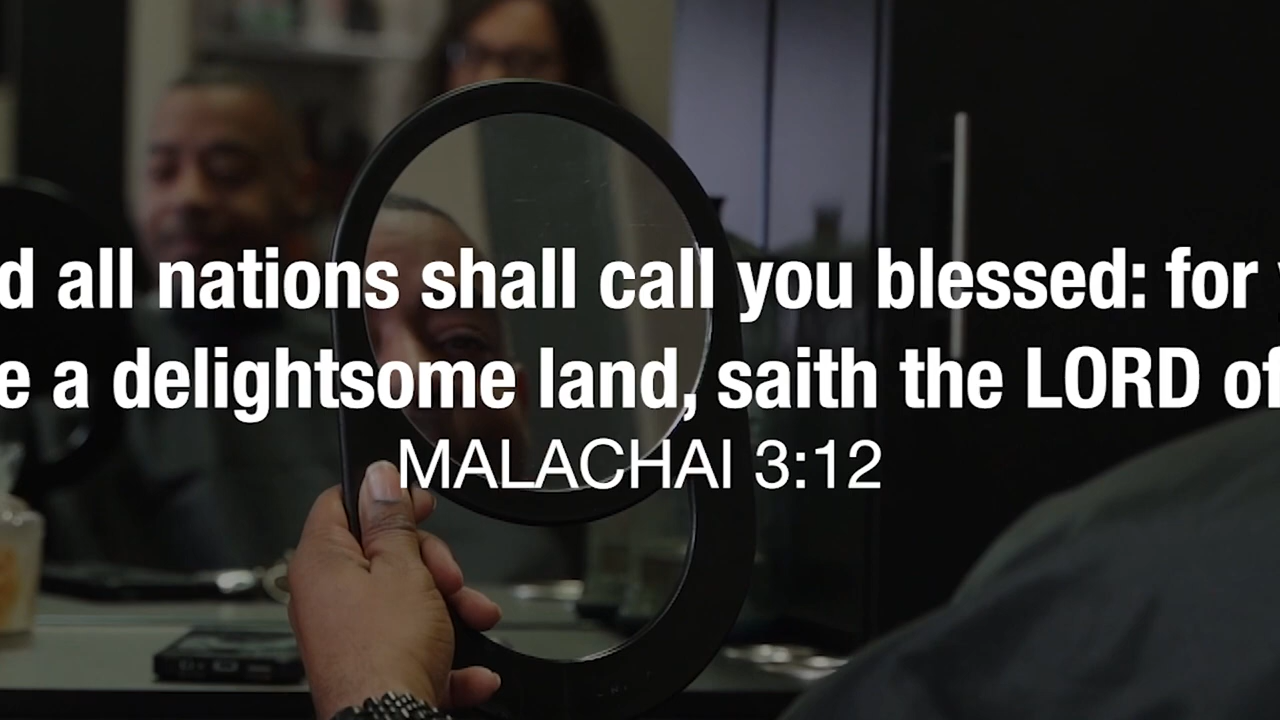 d all nations shall call you blessed: for
e a delightsome land, saith the LORD of
MALACHAI 3:12